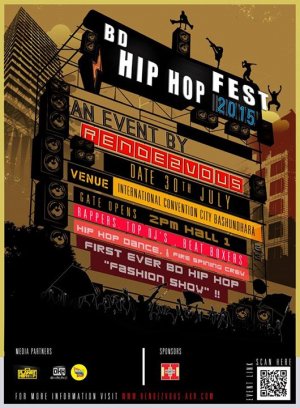 BD
HIP HOP FEST
2015
AN EVENT BY
RENDEZVOUS
DATE 30TH JULY
VENUE INTERNATIONAL CONVENTION CITY BASHUNDHARA
GATE OPENS 2PM HALL 1
RAPPERS, TOP DJ'S, BEAT BOXERS
HIP HOP DANCE, FIRE SPINING CREW
FIRST EVER BD HIP HOP
"FASHION SHOW" !!
MEDIA PARTNERS
SPONSORS
EVENT LINK
SCAN HERE
FOR MORE INFORMATION VISIT